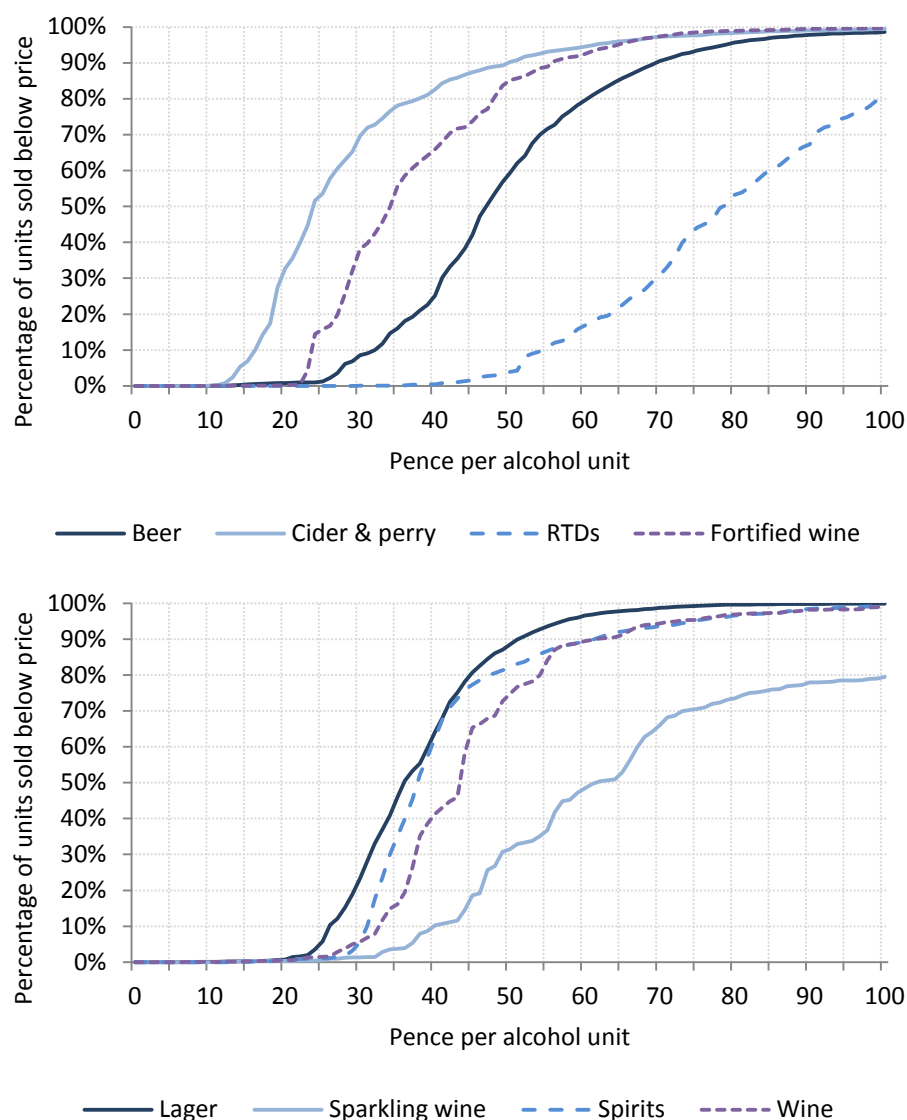 Percentage of units sold below price
100%
90%
80%
70%
60%
50%
40%
30%
20%
10%
0%
0 10 20 30 40 50 60 70 80 90 100
Pence per alcohol unit
Beer Cider & perry RTDs Fortified wine
Percentage of units sold below price
100%
90%
80%
70%
60%
50%
40%
30%
20%
10%
0%
0 10 20 30 40 50 60 70 80 90 100
Pence per alcohol unit
Lager Sparkling wine Spirits Wine